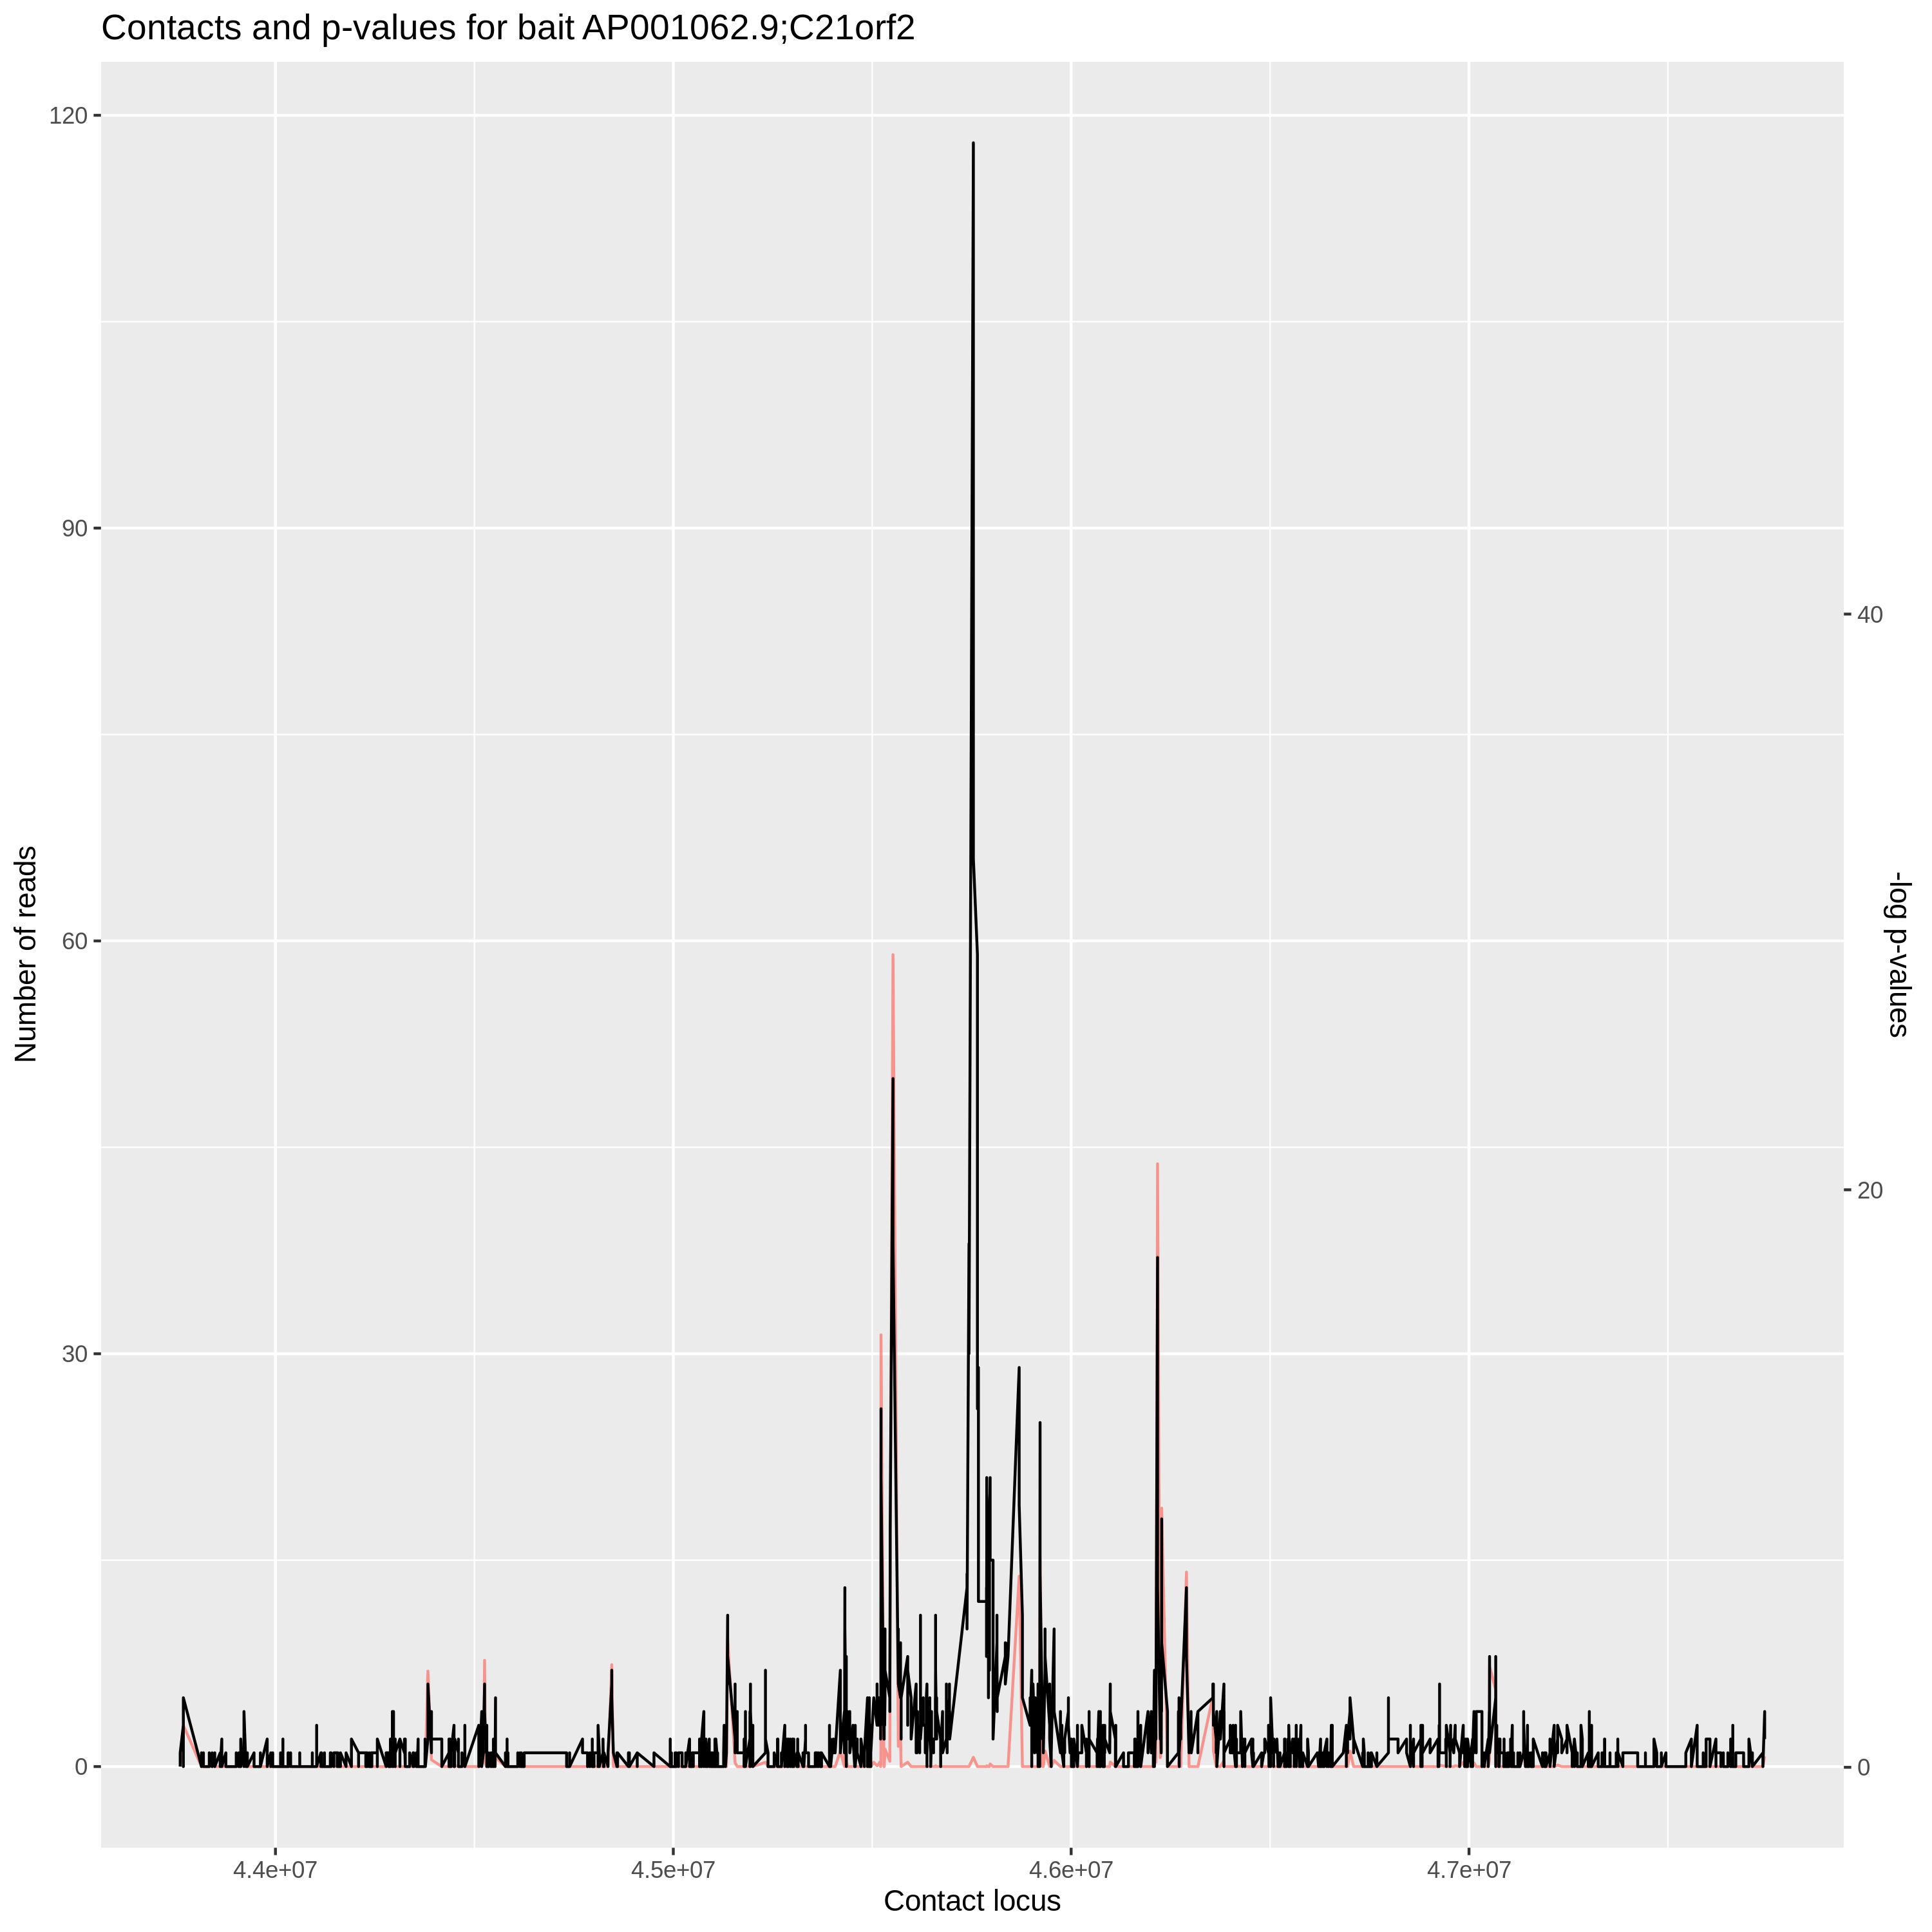 Contacts and p-values for bait AP001062.9;C21orf2
120
90
60
30
0
Number of reads
40
20
0
-log p-values
4.4e+07
4.5e+07
4.6e+07
4.7e+07
Contact locus